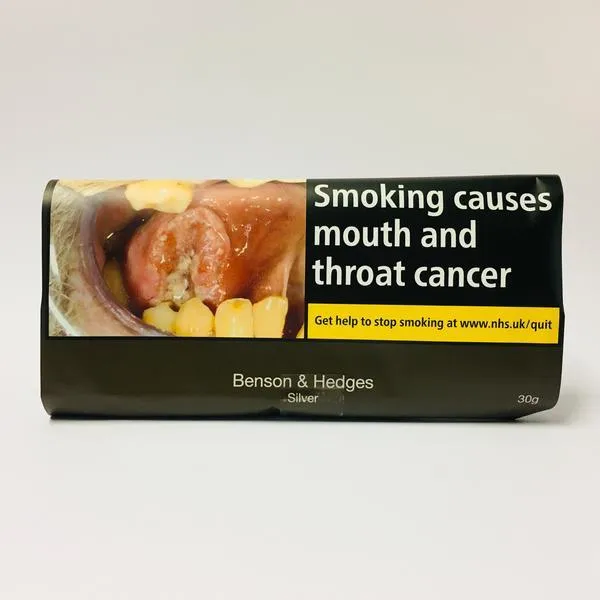 Smoking causes
mouth and
throat cancer
Get help to stop smoking at www.nhs.uk/quit
Benson & Hedges
Silver
30g